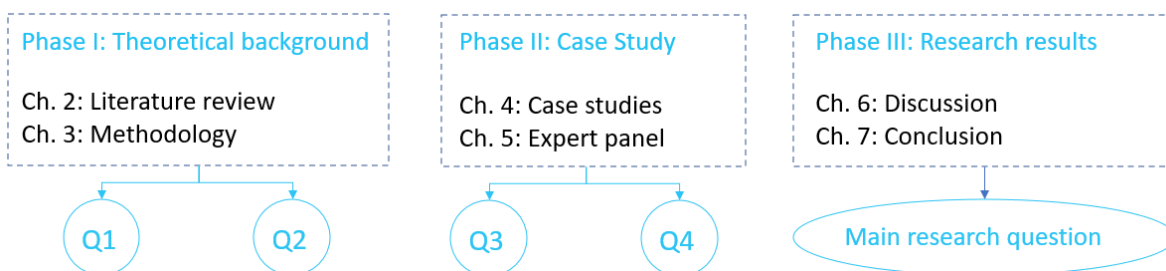 Phase I: Theoretical background
Ch. 2: Literature review
Ch. 3: Methodology
Q1
Q2
Phase II: Case Study
Ch. 4: Case studies
Ch. 5: Expert panel
Q3
Q4
Phase III: Research results
Ch. 6: Discussion
Ch. 7: Conclusion
Main research question